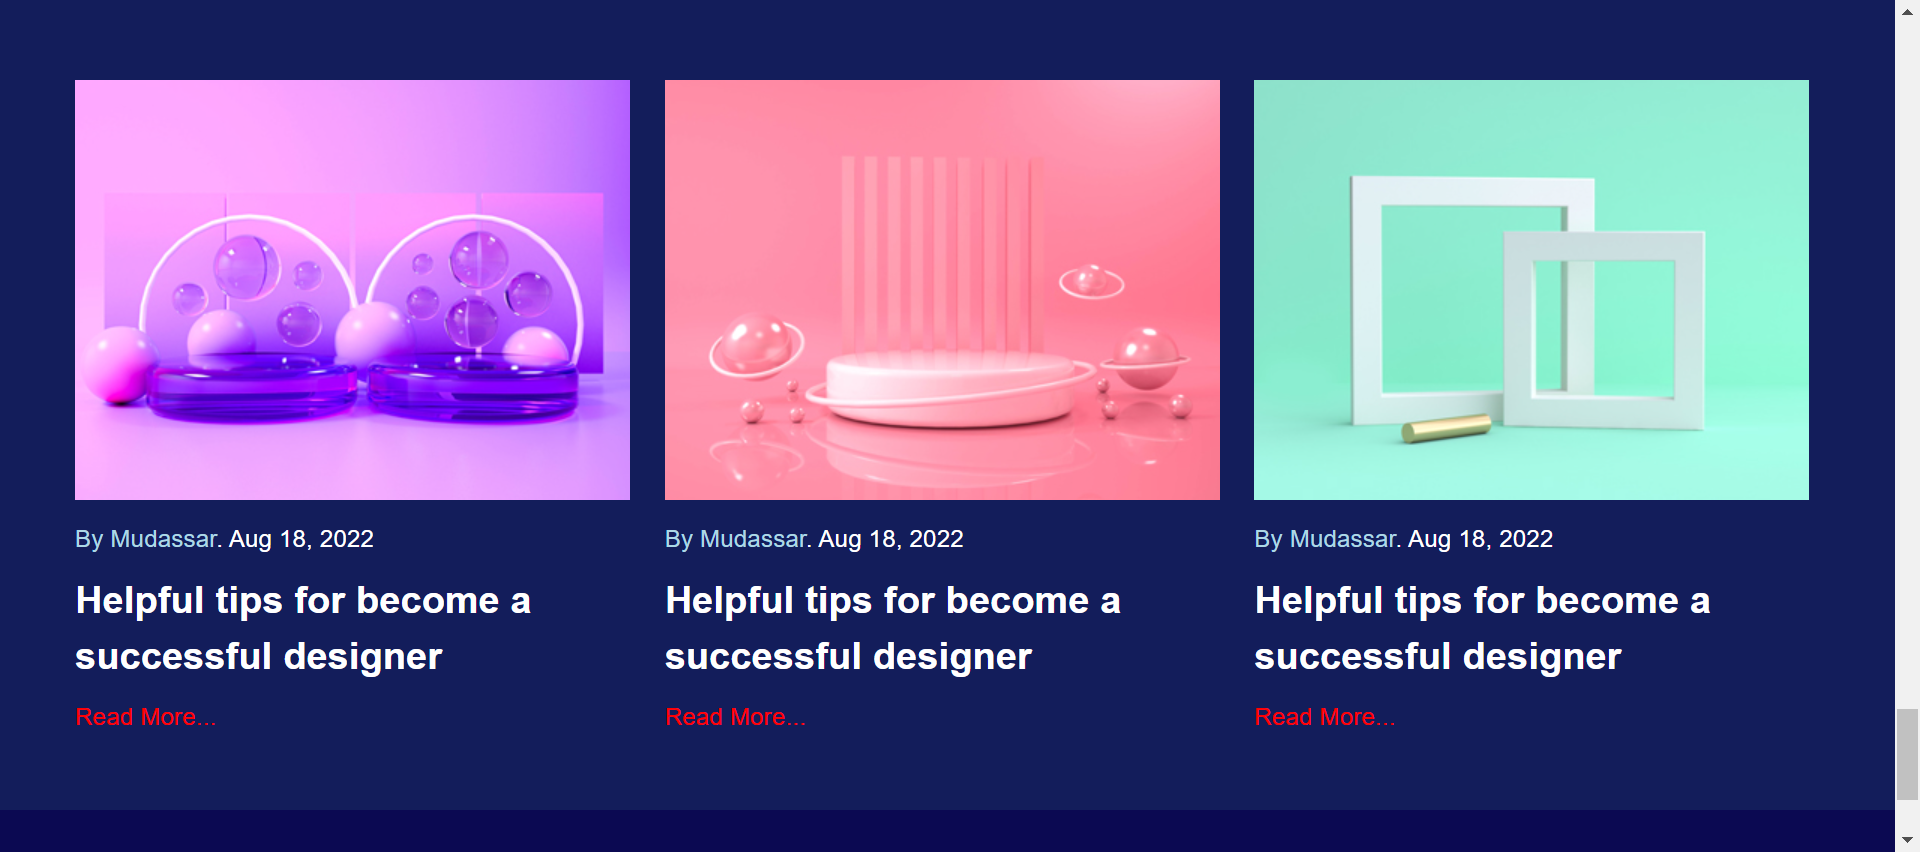 By Mudassar. Aug 18, 2022
Helpful tips for become a
successful designer
Read More...
By Mudassar. Aug 18, 2022
Helpful tips for become a
successful designer
Read More...
By Mudassar. Aug 18, 2022
Helpful tips for become a
successful designer
Read More...